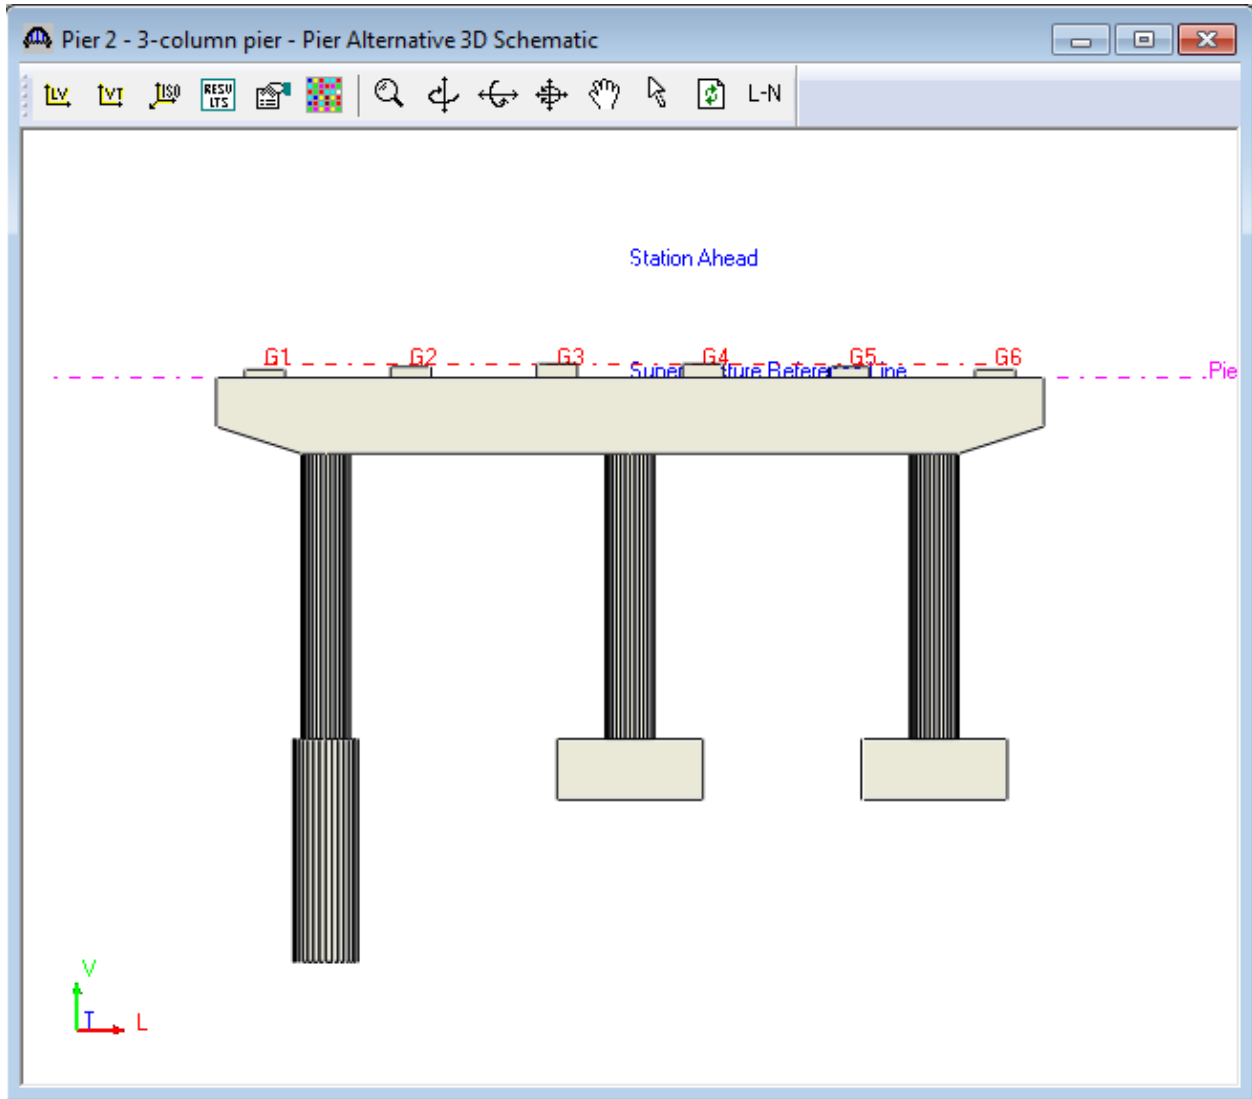 Pier 2 - 3-column pier - Pier Alternative 3D Schematic
LV VT ISO RESU LTS L-N
Station Ahead
G1 G2 G3 G4 G5 G6
Pie
V
T L